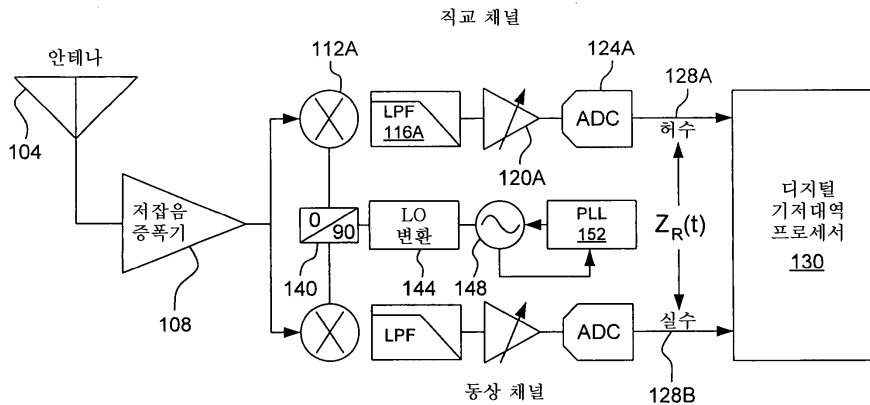 직교 채널
안테나
112A
124A
128A
LPF
116A
ADC
허수
104
120A
저잡음
증폭기
0
90
LO
변환
PLL
152
Z_R(t)
디지털
기저대역
프로세서
130
140
144
148
108
LPF
ADC
실수
동상 채널
128B